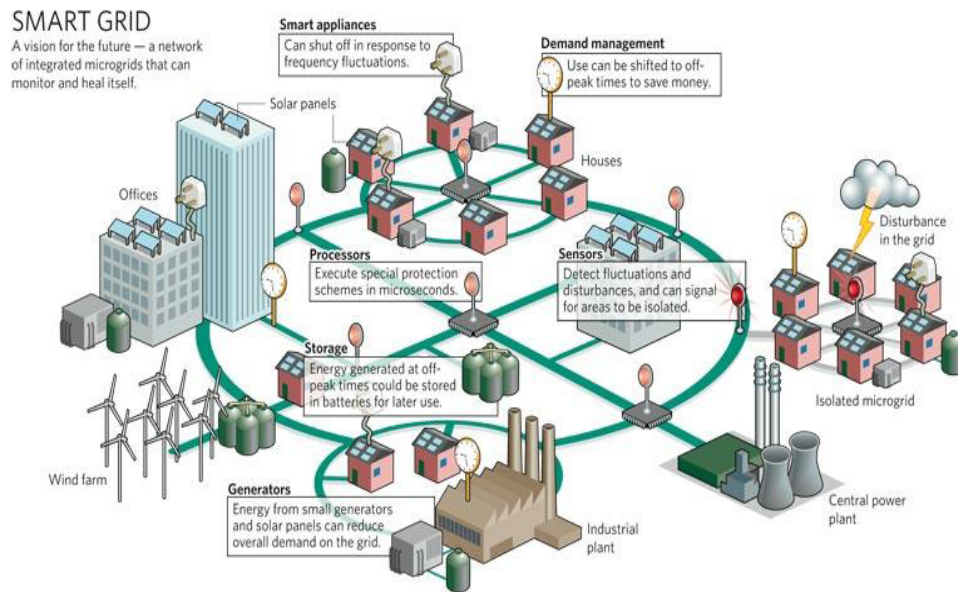 SMART GRID
A vision for the future — a network
of integrated microgrids that can
monitor and heal itself.
Smart appliances
Can shut off in response to
frequency fluctuations.
Demand management
Use can be shifted to off-
peak times to save money.
Solar panels
Houses
Offices
Disturbance
in the grid
Processors
Execute special protection
schemes in microseconds.
Sensors
Detect fluctuations and
disturbances, and can signal
for areas to be isolated.
Storage
Energy generated at off-
peak times could be stored
in batteries for later use.
Isolated microgrid
Wind farm
Generators
Energy from small generators
and solar panels can reduce
overall demand on the grid.
Industrial
plant
Central power
plant